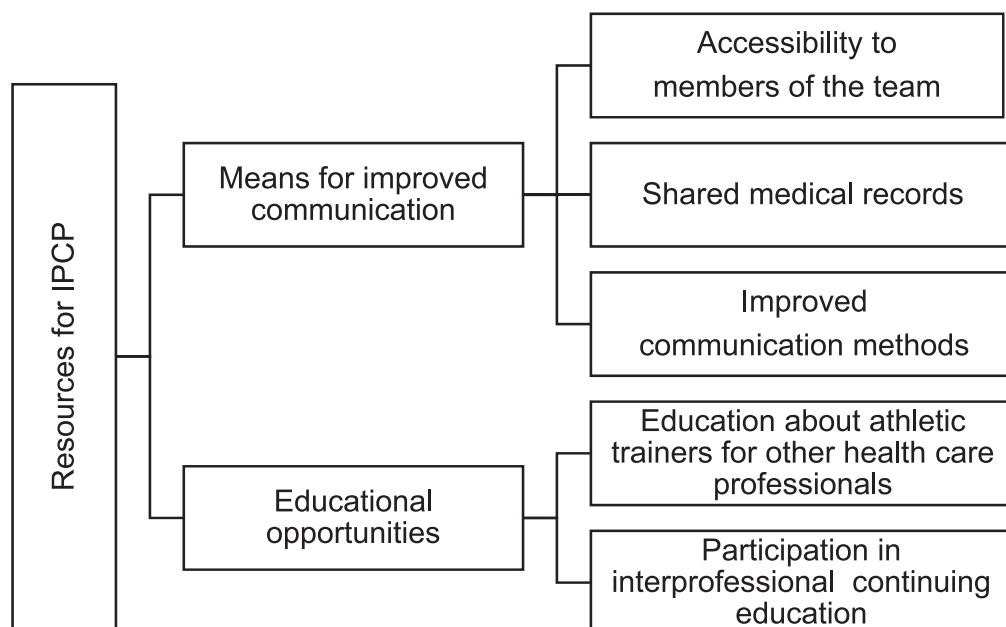 Resources for IPCP
Means for improved
communication
Accessibility to
members of the team
Shared medical records
Improved
communication methods
Educational
opportunities
Education about athletic
trainers for other health care
professionals
Participation in
interprofessional continuing
education